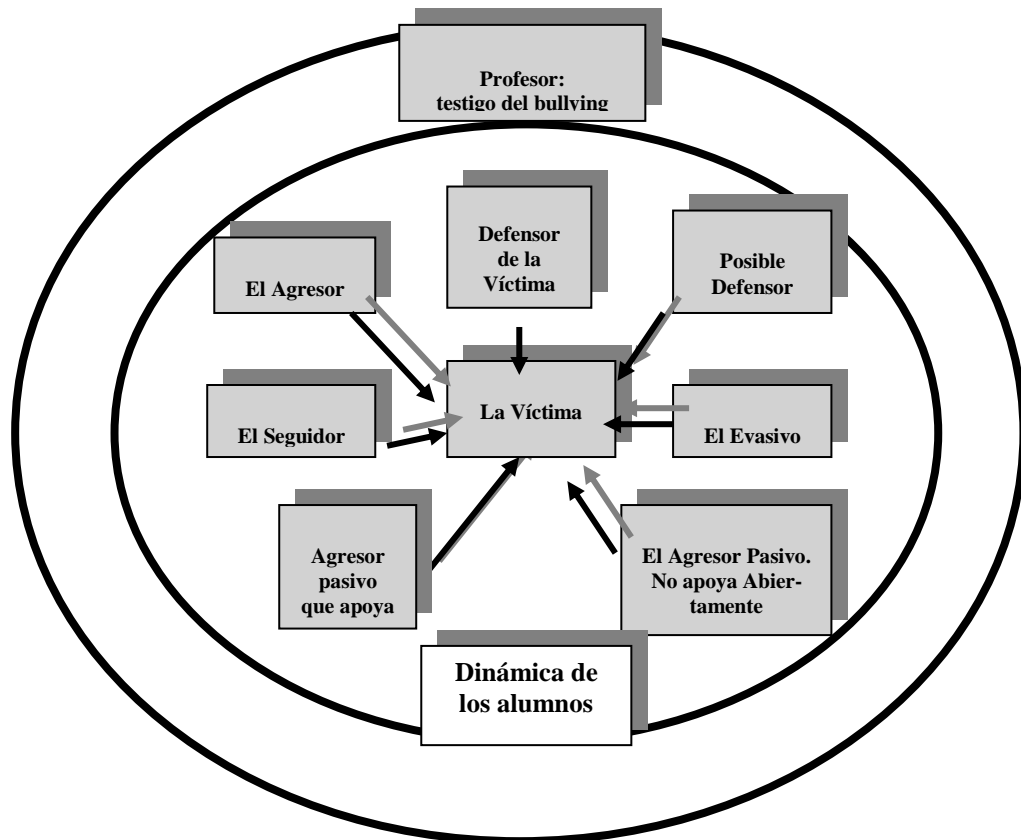 Profesor:
testigo del bullying
Defensor
de la
Víctima
Posible
Defensor
El Agresor
La Víctima
El Seguidor
El Evasivo
Agresor
pasivo
que apoya
El Agresor Pasivo.
No apoya Abier-
tamente
Dinámica de
los alumnos